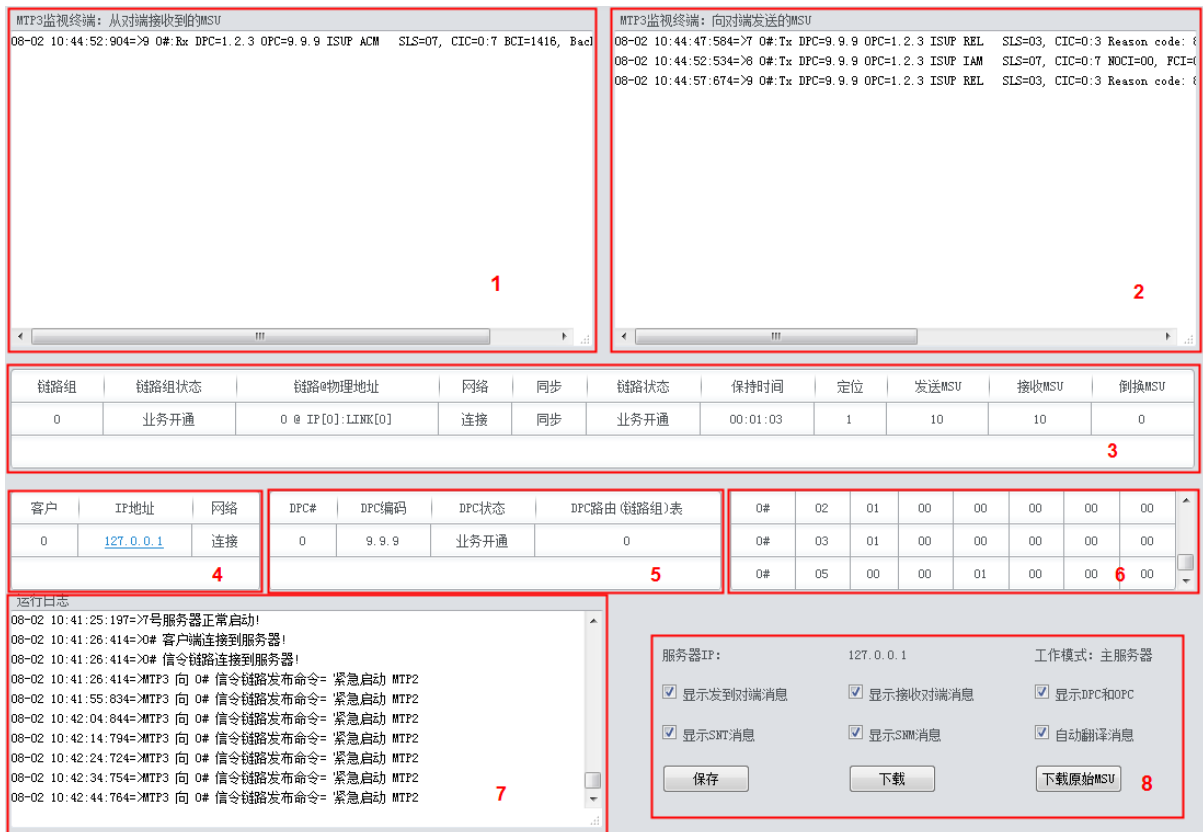 MTP3监视终端: 从对端接收到的MSU
08-02 10:44:52:904=>9 0#:Rx DPC=1.2.3 OPC=9.9.9 ISUP ACM SLS=07, CIC=0:7 BCI=1416,
1
MTP3监视终端: 向对端发送的MSU
08-02 10:44:47:584=>7 0#:Tx DPC=9.9.9 OPC=1.2.3 ISUP REL SLS=03, CIC=0:3 Reason code:
08-02 10:44:52:534=>8 0#:Tx DPC=9.9.9 OPC=1.2.3 ISUP IAM SLS=07, CIC=0:7 NOCI=00,
08-02 10:44:57:674=>9 0#:Tx DPC=9.9.9 OPC=1.2.3 ISUP REL SLS=03, CIC=0:3 Reason code:
2
链路组 链路组状态 链路@物理地址 网络 同步 链路状态 保持时间 定位 发送MSU 接收MSU 倒换MSU
0 业务开通 0 @ IP[0]:LINK[0] 连接 同步 业务开通 00:01:03 1 10 10 0
3
客户 IP地址 网络
0 127.0.0.1 连接
4
DPC# DPC编码 DPC状态 DPC路由(链路组)表
0 9.9.9 业务开通 0
5
0# 02 01 00 00 00 00 00
0# 03 01 00 00 00 00 00
0# 05 00 00 01 00 00 00
6
运行日志
08-02 10:41:25:197=>7号服务器正常启动!
08-02 10:41:26:414=>0# 客户端连接到服务器!
08-02 10:41:26:414=>0# 信令链路连接到服务器!
08-02 10:41:26:414=>MTP3 向 0# 信令链路发布命令= '紧急启动 MTP2
08-02 10:41:55:834=>MTP3 向 0# 信令链路发布命令= '紧急启动 MTP2
08-02 10:42:04:844=>MTP3 向 0# 信令链路发布命令= '紧急启动 MTP2
08-02 10:42:14:794=>MTP3 向 0# 信令链路发布命令= '紧急启动 MTP2
08-02 10:42:24:724=>MTP3 向 0# 信令链路发布命令= '紧急启动 MTP2
08-02 10:42:34:754=>MTP3 向 0# 信令链路发布命令= '紧急启动 MTP2
08-02 10:42:44:764=>MTP3 向 0# 信令链路发布命令= '紧急启动 MTP2
7
服务器IP: 127.0.0.1 工作模式: 主服务器
显示发到对端消息 显示接收对端消息 显示DPC和OPC
显示SNT消息 显示SNM消息 自动翻译消息
保存 下载 下载原始MSU
8